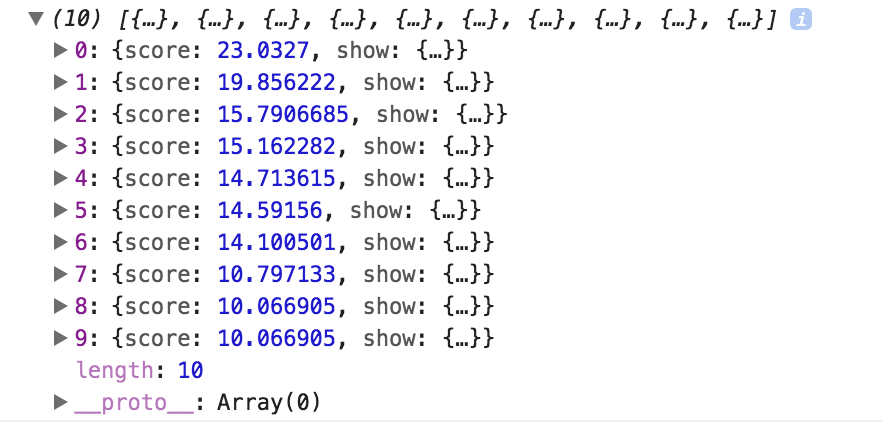 (10) [{…}, {…}, {…}, {…}, {…}, {…}, {…}, {…}, {…}, {…}] i
0: {score: 23.0327, show: {…}}
1: {score: 19.856222, show: {…}}
2: {score: 15.7906685, show: {…}}
3: {score: 15.162282, show: {…}}
4: {score: 14.713615, show: {…}}
5: {score: 14.59156, show: {…}}
6: {score: 14.100501, show: {…}}
7: {score: 10.797133, show: {…}}
8: {score: 10.066905, show: {…}}
9: {score: 10.066905, show: {…}}
length: 10
__proto__: Array(0)